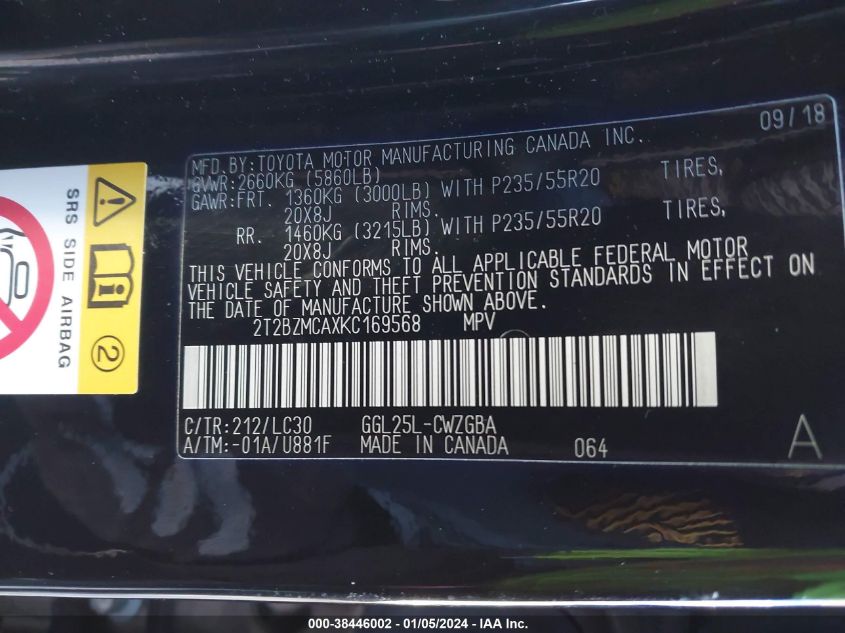 09/18
MFD.BY:TOYOTA MOTOR MANUFACTURING CANADA INC.
GVWR:2660KG (5860LB)
GAWR:FRT. 1360KG (3000LB) WITH P235/55R20 TIRES,
20X8J RIMS.
RR. 1460KG (3215LB) WITH P235/55R20 TIRES,
20X8J RIMS.
THIS VEHICLE CONFORMS TO ALL APPLICABLE FEDERAL MOTOR
VEHICLE SAFETY AND THEFT PREVENTION STANDARDS IN EFFECT ON
THE DATE OF MANUFACTURE SHOWN ABOVE.
2T2BZMCAXKC169568 MPV
C/TR:212/LC30 GGL25L-CWZGBA
A/TM:-01A/U881F MADE IN CANADA 064 A
SRS SIDE AIRBAG
2
000-38446002 - 01/05/2024 - IAA Inc.